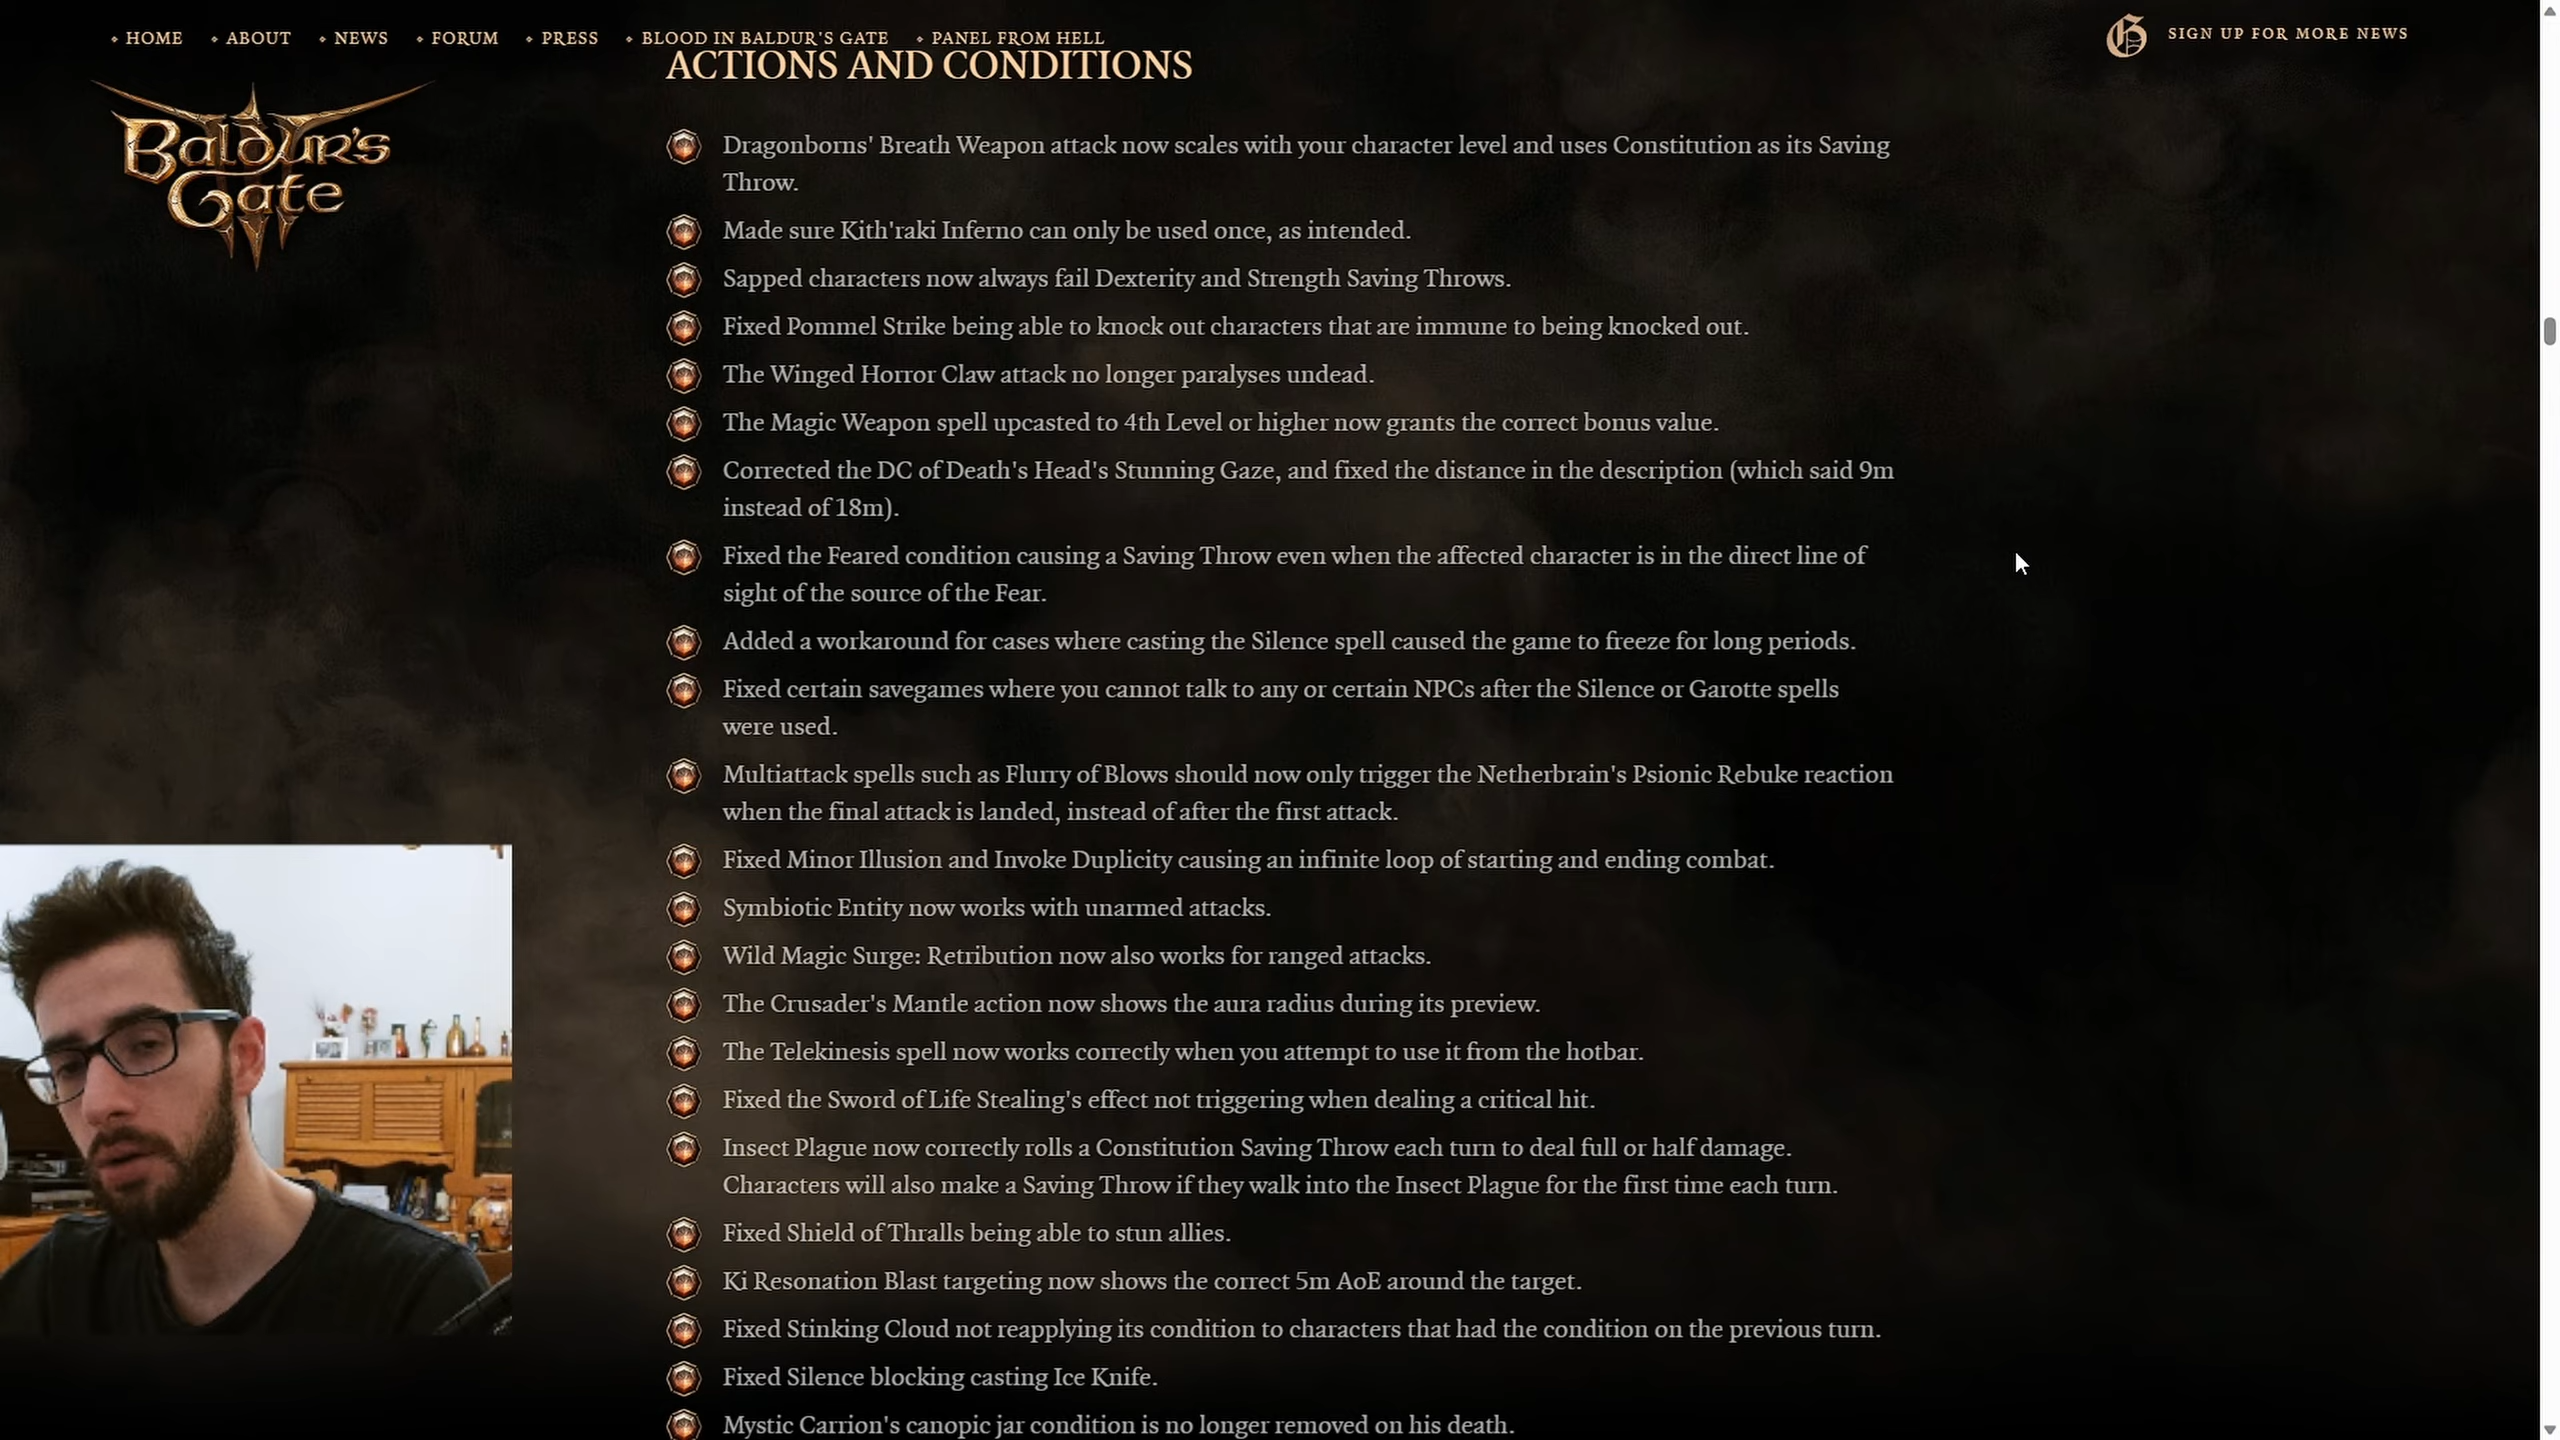 HOME ABOUT NEWS FORUM PRESS BLOOD IN BALDUR'S GATE PANEL FROM HELL
SIGN UP FOR MORE NEWS
Baldur's
Gate
ACTIONS AND CONDITIONS
Dragonborns' Breath Weapon attack now scales with your character level and uses Constitution as its Saving
Throw.
Made sure Kith'raki Inferno can only be used once, as intended.
Sapped characters now always fail Dexterity and Strength Saving Throws.
Fixed Pommel Strike being able to knock out characters that are immune to being knocked out.
The Winged Horror Claw attack no longer paralyses undead.
The Magic Weapon spell upcasted to 4th Level or higher now grants the correct bonus value.
Corrected the DC of Death's Head's Stunning Gaze, and fixed the distance in the description (which said 9m
instead of 18m).
Fixed the Feared condition causing a Saving Throw even when the affected character is in the direct line of
sight of the source of the Fear.
Added a workaround for cases where casting the Silence spell caused the game to freeze for long periods.
Fixed certain savegames where you cannot talk to any or certain NPCs after the Silence or Garotte spells
were used.
Multiattack spells such as Flurry of Blows should now only trigger the Netherbrain's Psionic Rebuke reaction
when the final attack is landed, instead of after the first attack.
Fixed Minor Illusion and Invoke Duplicity causing an infinite loop of starting and ending combat.
Symbiotic Entity now works with unarmed attacks.
Wild Magic Surge: Retribution now also works for ranged attacks.
The Crusader's Mantle action now shows the aura radius during its preview.
The Telekinesis spell now works correctly when you attempt to use it from the hotbar.
Fixed the Sword of Life Stealing's effect not triggering when dealing a critical hit.
Insect Plague now correctly rolls a Constitution Saving Throw each turn to deal full or half damage.
Characters will also make a Saving Throw if they walk into the Insect Plague for the first time each turn.
Fixed Shield of Thralls being able to stun allies.
Ki Resonation Blast targeting now shows the correct 5m AoE around the target.
Fixed Stinking Cloud not reapplying its condition to characters that had the condition on the previous turn.
Fixed Silence blocking casting Ice Knife.
Mystic Carrion's canopic jar condition is no longer removed on his death.